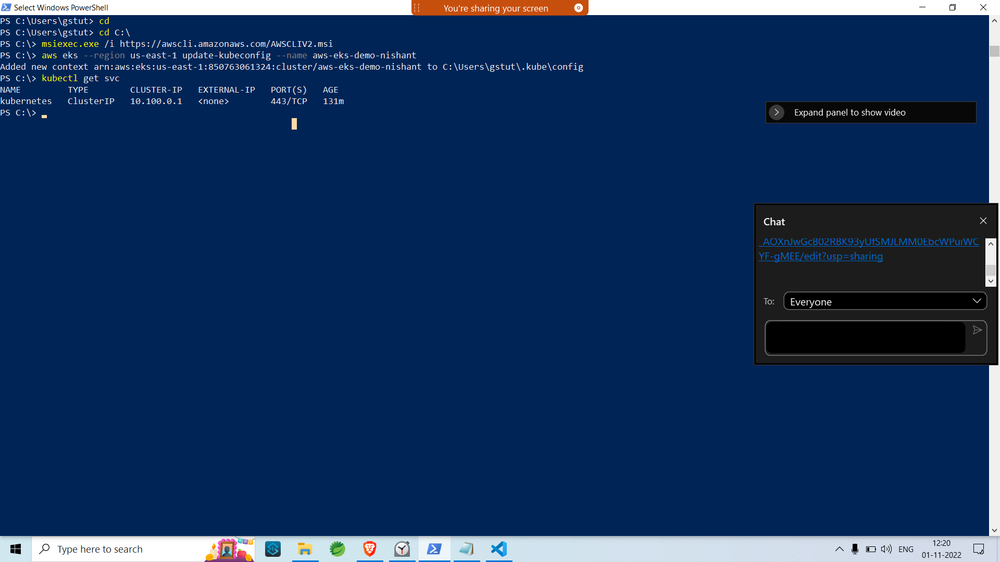 Select Windows PowerShell
You're sharing your screen
PS C:\Users\gstut> cd
PS C:\Users\gstut> cd C:\
PS C:\> msiexec.exe /i https://awscli.amazonaws.com/AWSCLIV2.msi
PS C:\> aws eks --region us-east-1 update-kubeconfig --name aws-eks-demo-nishant
Added new context arn:aws:eks:us-east-1:850763061324:cluster/aws-eks-demo-nishant to C:\Users\gstut\.kube\config
PS C:\> kubectl get svc
NAME TYPE CLUSTER-IP EXTERNAL-IP PORT(S) AGE
kubernetes ClusterIP 10.100.0.1 <none> 443/TCP 131m
PS C:\>
Expand panel to show video
Chat
YF-gMEE/edit?usp=sharing
To: Everyone
Type here to search
ENG
12:20
01-11-2022